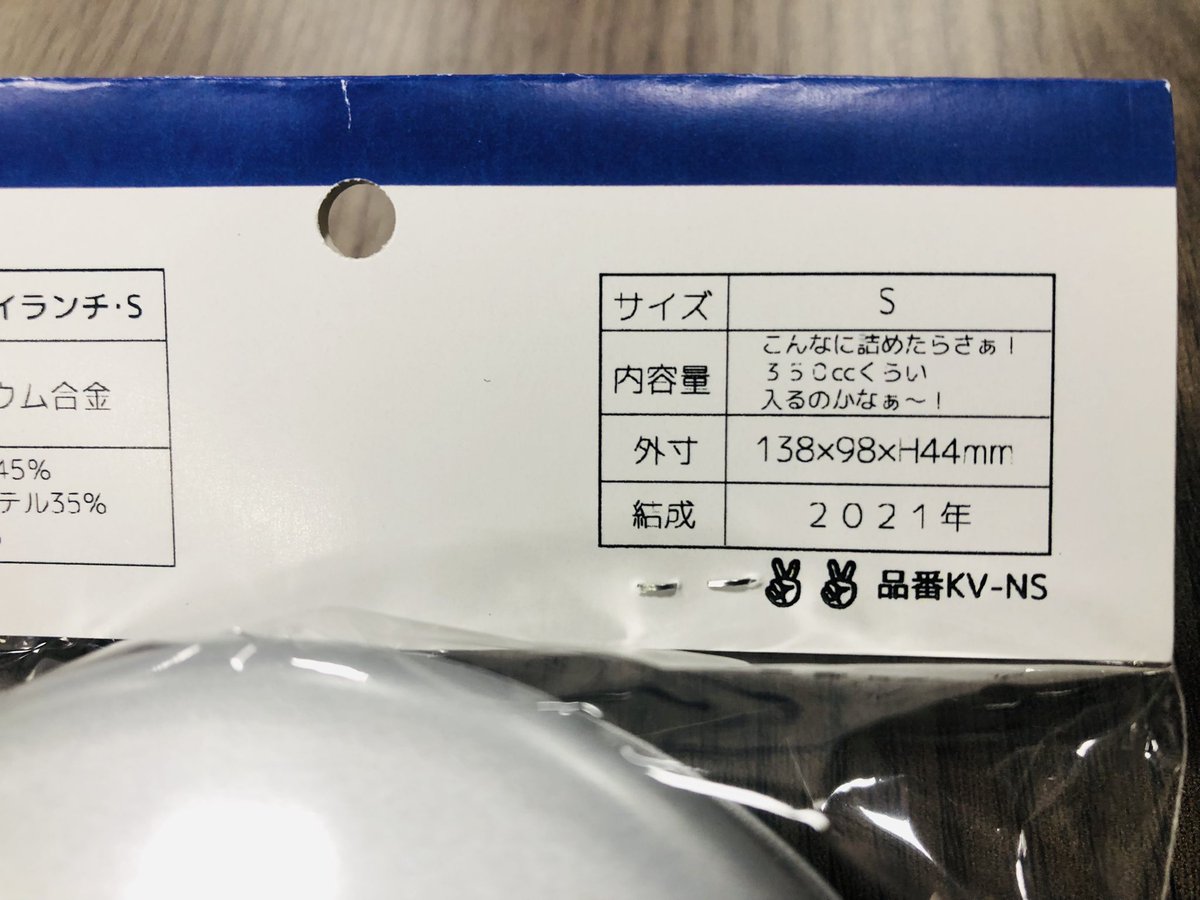 イランチ・S
ウム合金
45%
テル35%
サイズ S
内容量 こんなに詰めたらさぁ！
３５０ccくらい
入るのかなぁ〜！
外寸 138×98×H44mm
結成 ２０２１年
品番KV-NS